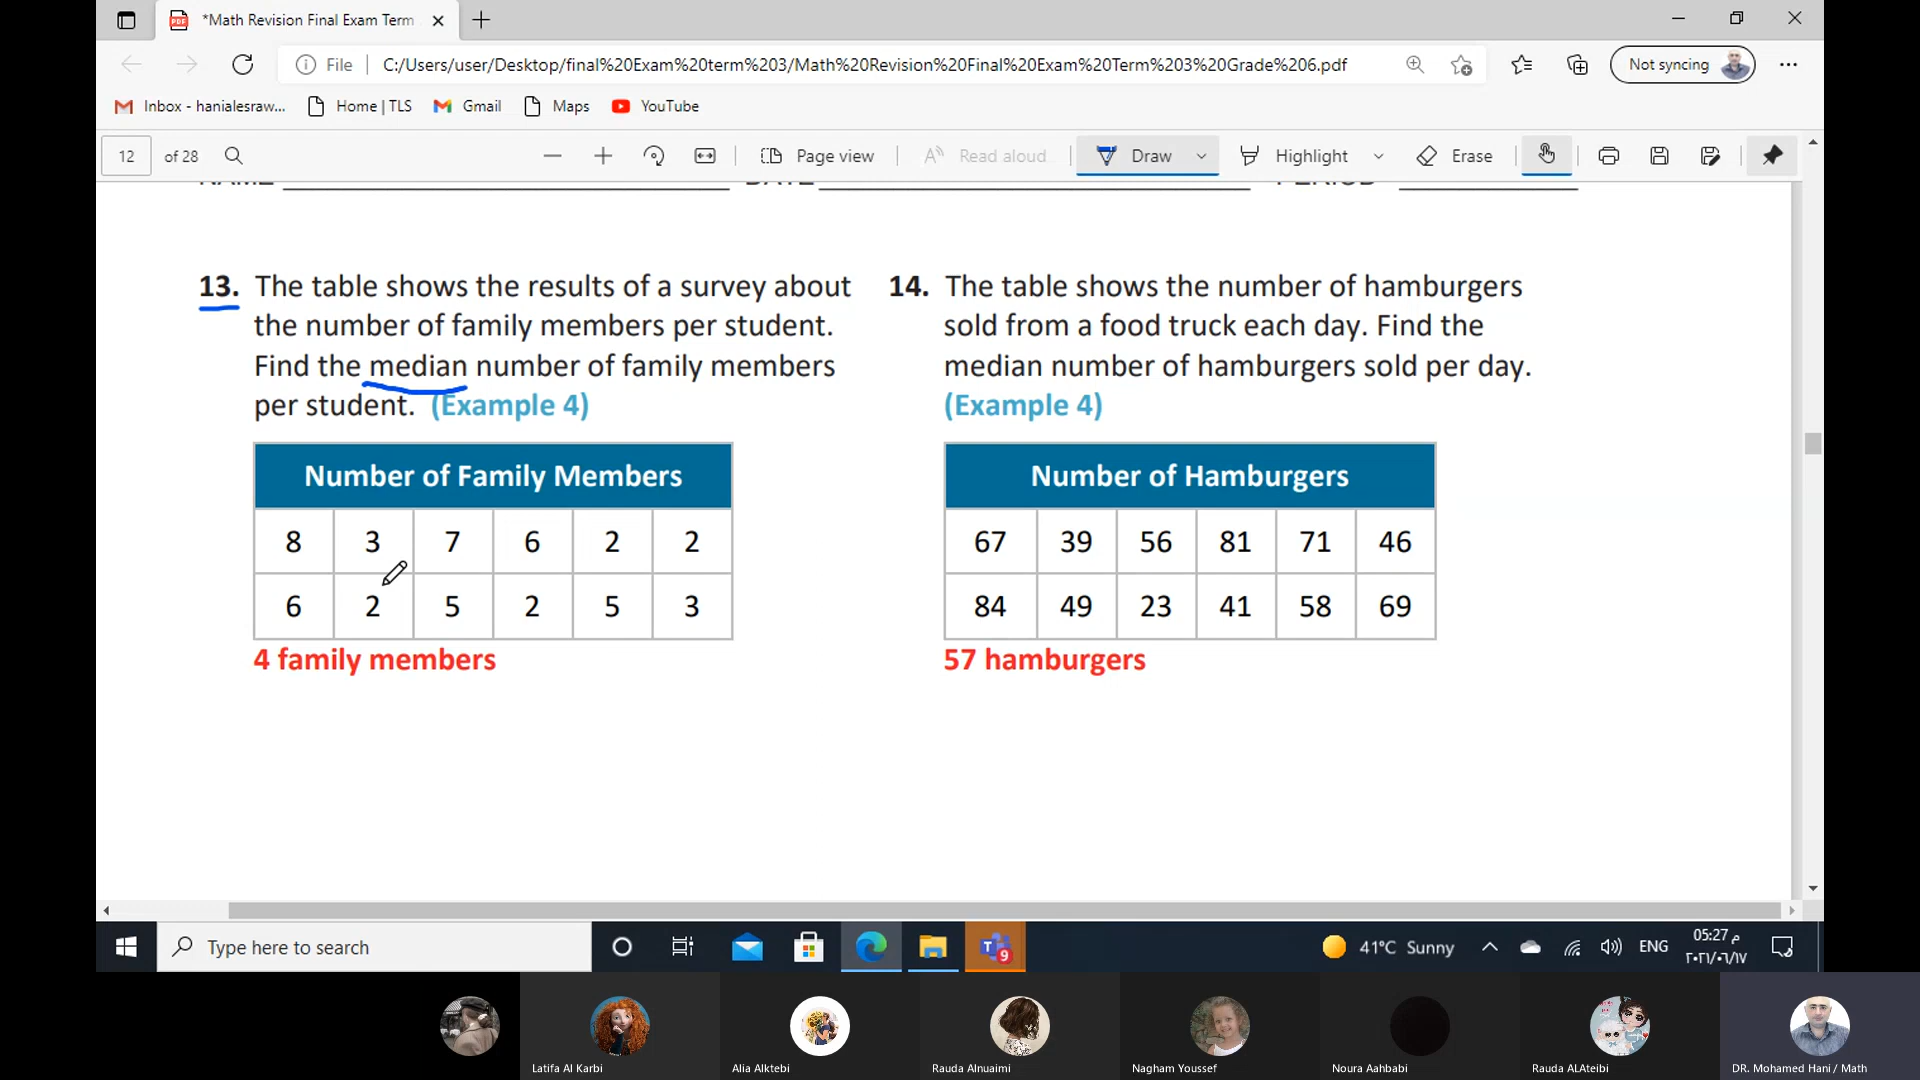 *Math Revision Final Exam Term
File C:/Users/user/Desktop/final%20Exam%20term%203/Math%20Revision%20Final%20Exam%20Term%203%20Grade%206.pdf Not syncing
Inbox - hanialesraw... Home | TLS Gmail Maps YouTube
12 of 28 Page view Read aloud Draw Highlight Erase
NAME DATE PERIOD
13. The table shows the results of a survey about
the number of family members per student.
Find the median number of family members
per student. (Example 4)
Number of Family Members
8 3 7 6 2 2
6 2 5 2 5 3
4 family members
14. The table shows the number of hamburgers
sold from a food truck each day. Find the
median number of hamburgers sold per day.
(Example 4)
Number of Hamburgers
67 39 56 81 71 46
84 49 23 41 58 69
57 hamburgers
Type here to search 9 41°C Sunny ENG 05:27 م
٢٠٢١/٠٦/١٧
Latifa Al Karbi Alia Alktebi Rauda Alnuaimi Nagham Youssef Noura Aahbabi Rauda ALAteibi DR. Mohamed Hani / Math